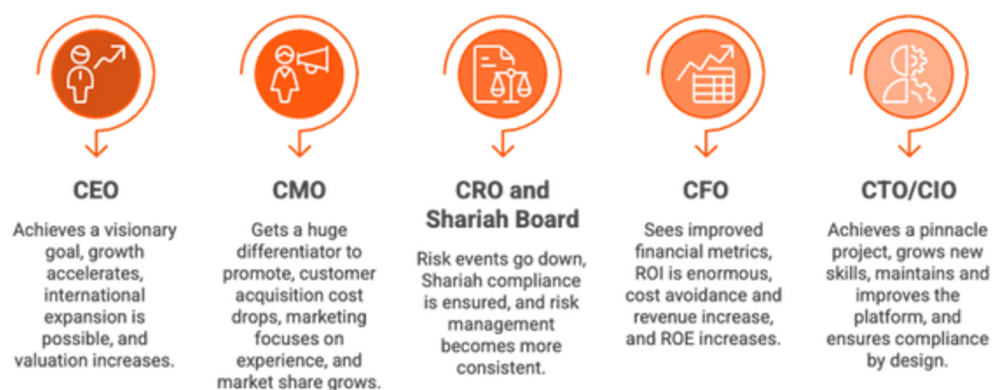 CEO
Achieves a visionary
goal, growth
accelerates,
international
expansion is
possible, and
valuation increases.
CMO
Gets a huge
differentiator to
promote, customer
acquisition cost
drops, marketing
focuses on
experience, and
market share grows.
CRO and
Shariah Board
Risk events go down,
Shariah compliance
is ensured, and risk
management
becomes more
consistent.
CFO
Sees improved
financial metrics,
ROI is enormous,
cost avoidance and
revenue increase,
and ROE increases.
CTO/CIO
Achieves a pinnacle
project, grows new
skills, maintains and
improves the
platform, and
ensures compliance
by design.